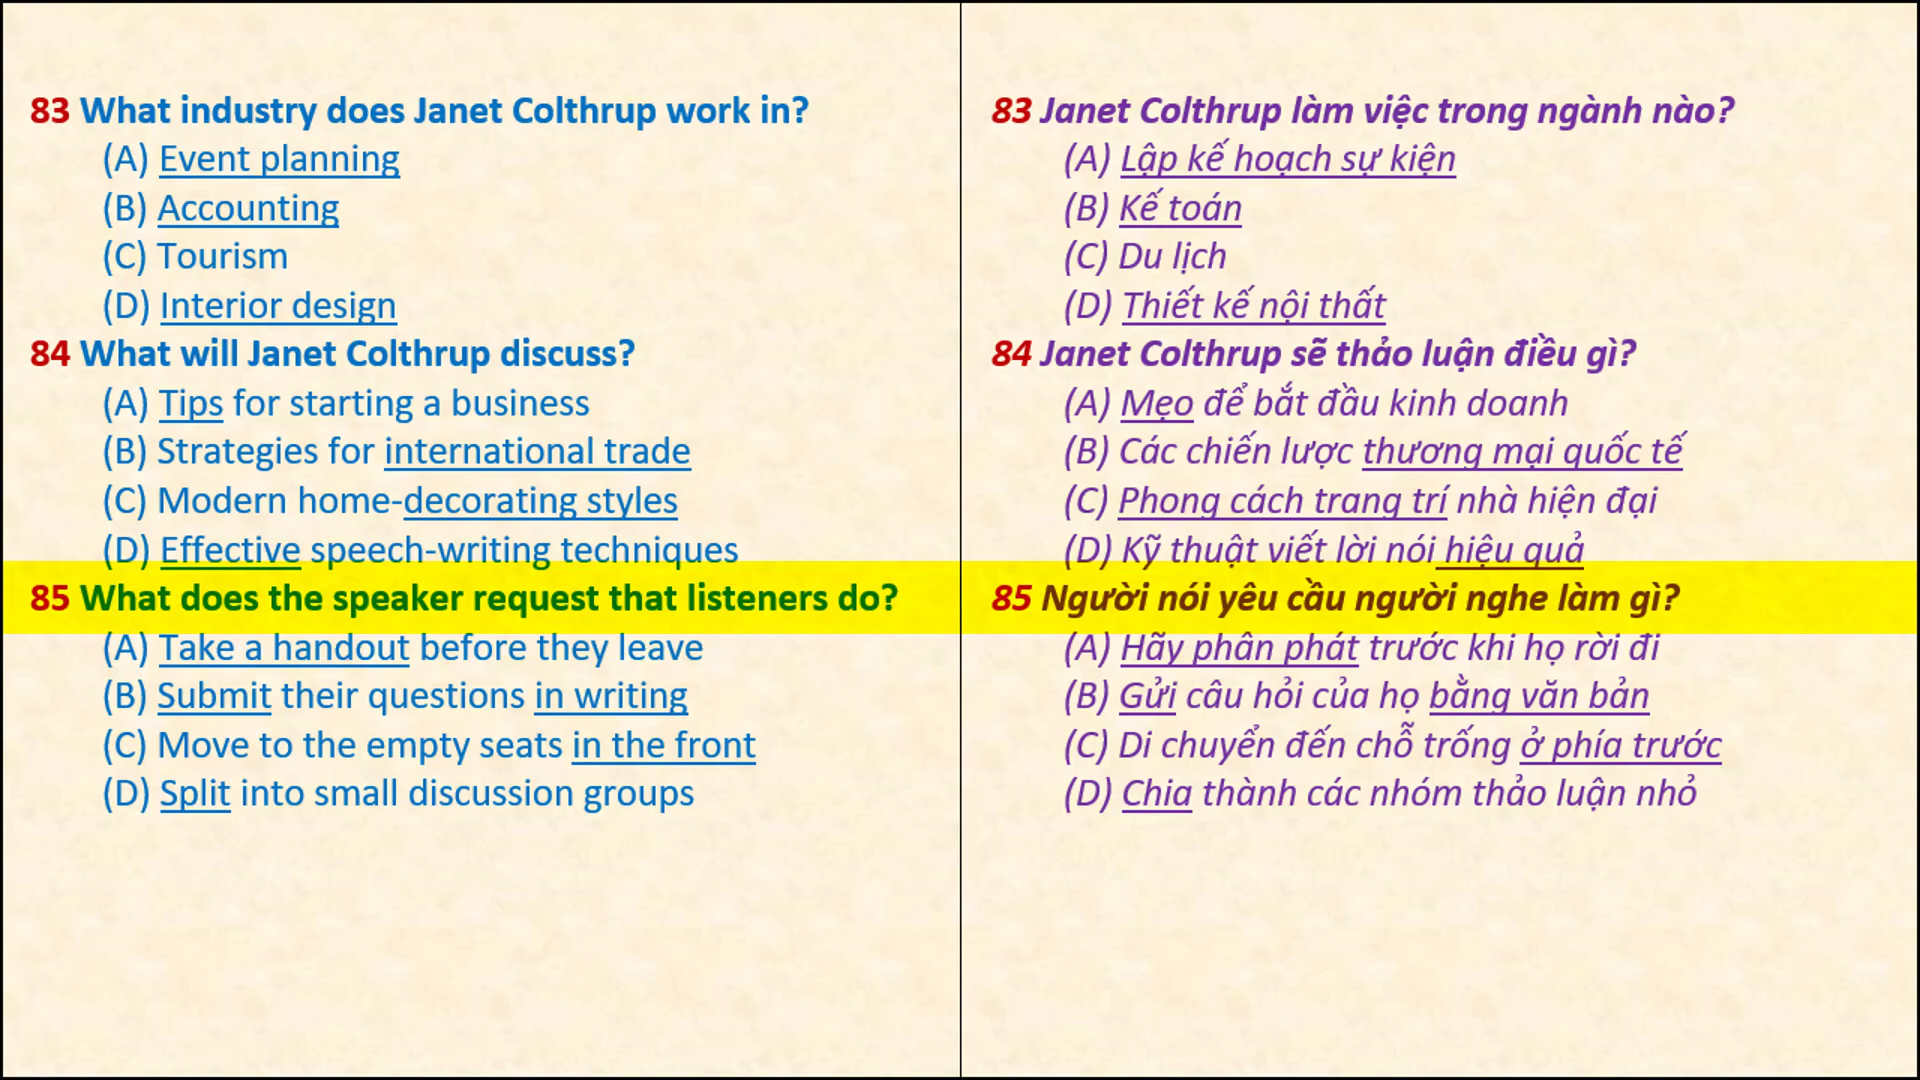 83 What industry does Janet Colthrup work in?
(A) Event planning
(B) Accounting
(C) Tourism
(D) Interior design
84 What will Janet Colthrup discuss?
(A) Tips for starting a business
(B) Strategies for international trade
(C) Modern home-decorating styles
(D) Effective speech-writing techniques
85 What does the speaker request that listeners do?
(A) Take a handout before they leave
(B) Submit their questions in writing
(C) Move to the empty seats in the front
(D) Split into small discussion groups
83 Janet Colthrup làm việc trong ngành nào?
(A) Lập kế hoạch sự kiện
(B) Kế toán
(C) Du lịch
(D) Thiết kế nội thất
84 Janet Colthrup sẽ thảo luận điều gì?
(A) Mẹo để bắt đầu kinh doanh
(B) Các chiến lược thương mại quốc tế
(C) Phong cách trang trí nhà hiện đại
(D) Kỹ thuật viết lời nói hiệu quả
85 Người nói yêu cầu người nghe làm gì?
(A) Hãy phân phát trước khi họ rời đi
(B) Gửi câu hỏi của họ bằng văn bản
(C) Di chuyển đến chỗ trống ở phía trước
(D) Chia thành các nhóm thảo luận nhỏ